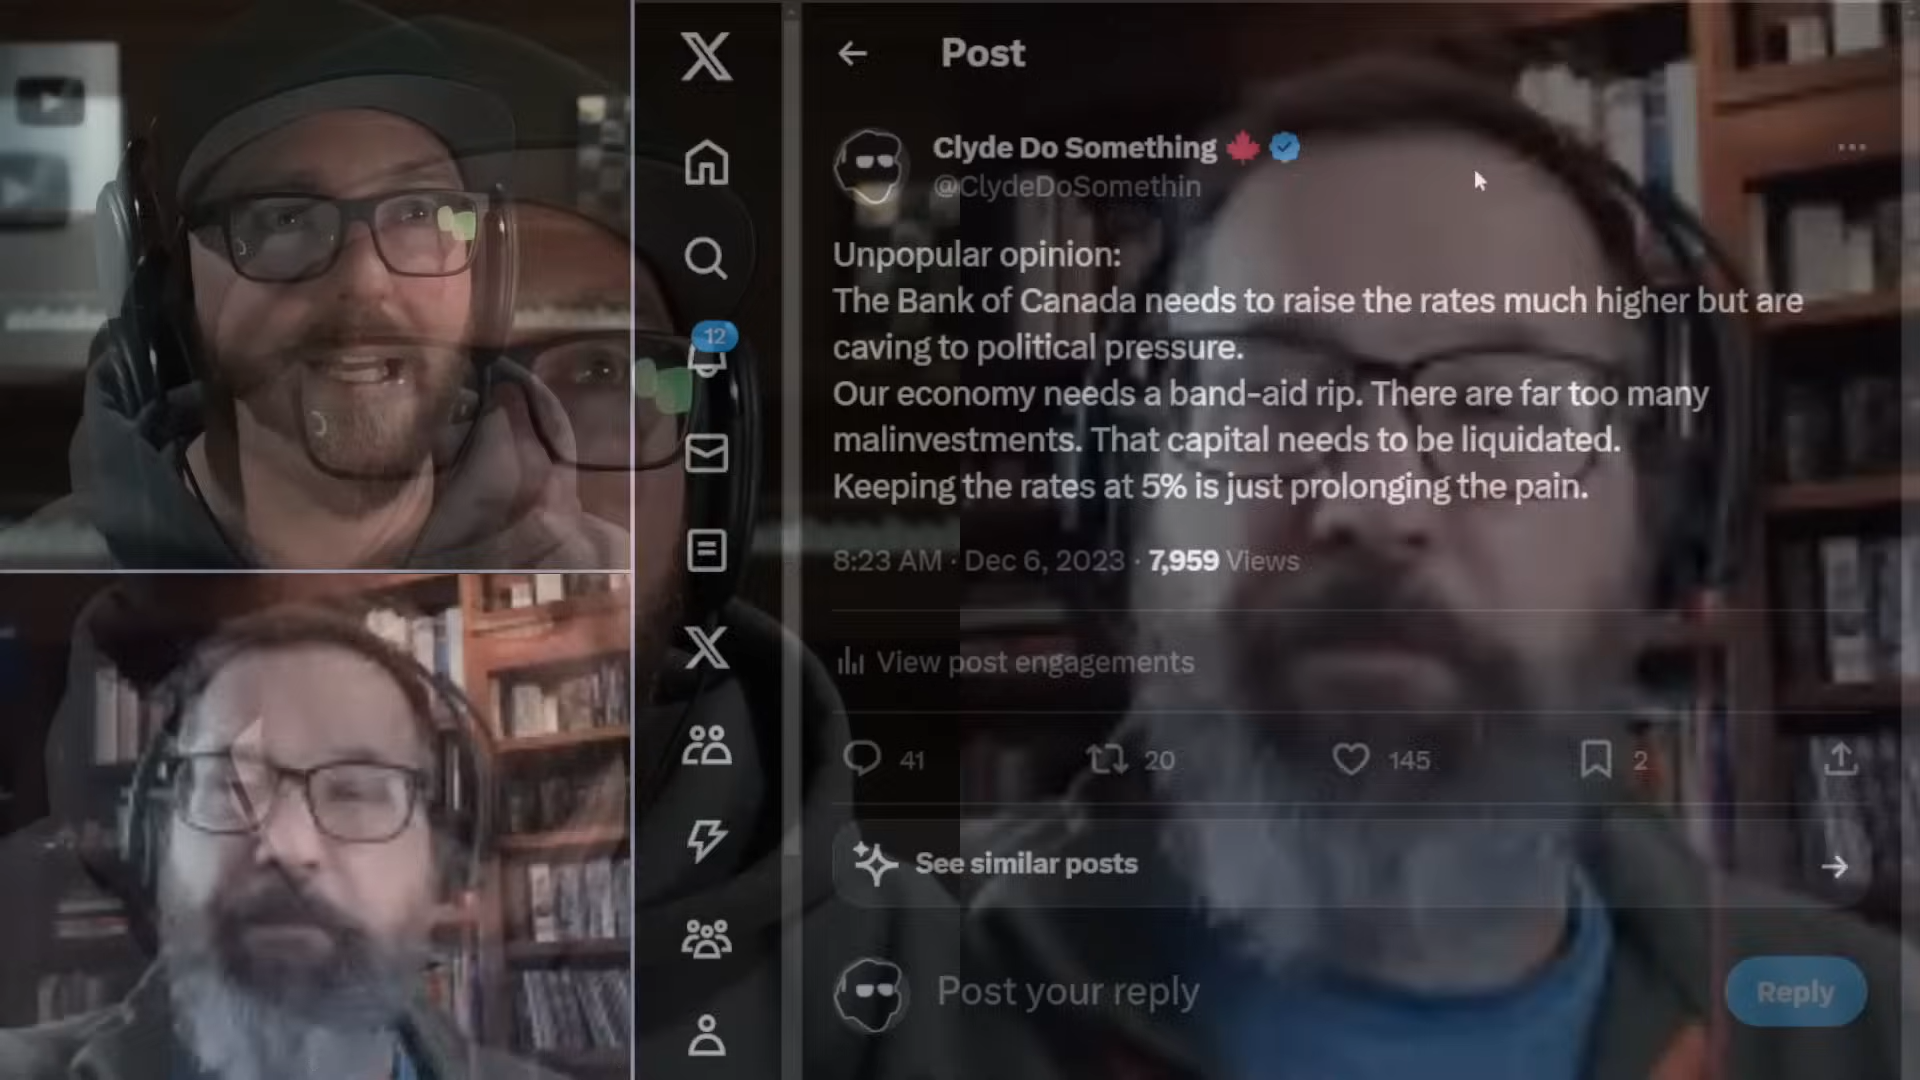 Post
Clyde Do Something
@ClydeDoSomethin
Unpopular opinion:
The Bank of Canada needs to raise the rates much higher but are
caving to political pressure.
Our economy needs a band-aid rip. There are far too many
malinvestments. That capital needs to be liquidated.
Keeping the rates at 5% is just prolonging the pain.
8:23 AM · Dec 6, 2023 · 7,959 Views
View post engagements
41 20 145 2
See similar posts
Post your reply
Reply
12